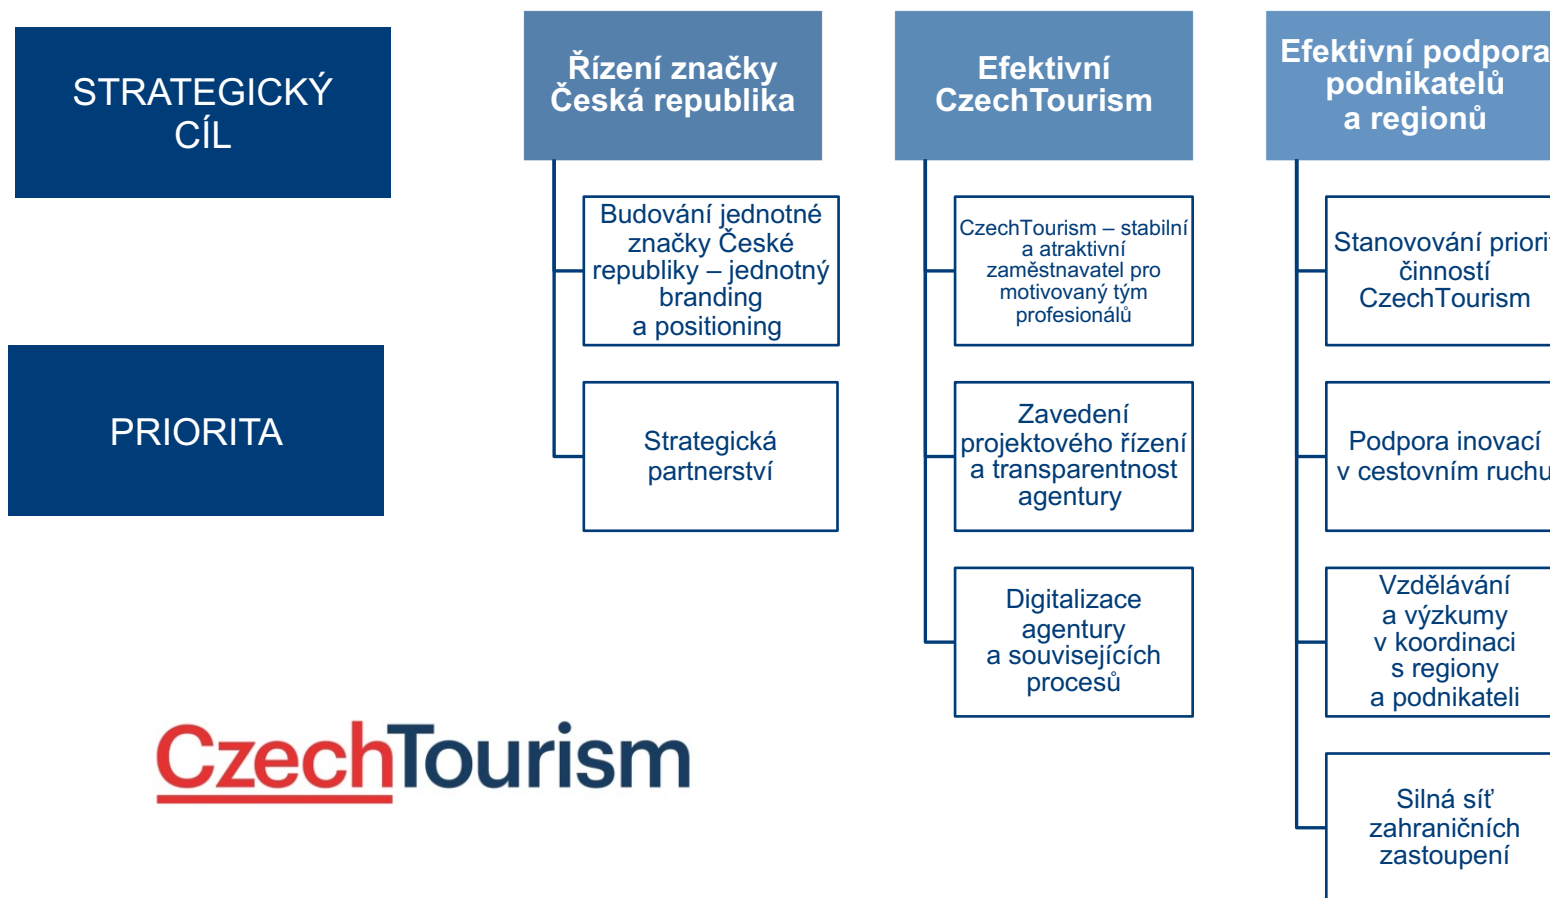 STRATEGICKÝ
CÍL
PRIORITA
Řízení značky
Česká republika
Budování jednotné
značky České
republiky – jednotný
branding
a positioning
Strategická
partnerství
Efektivní
CzechTourism
CzechTourism – stabilní
a atraktivní
zaměstnavatel pro
motivovaný tým
profesionálů
Zavedení
projektového řízení
a transparentnost
agentury
Digitalizace
agentury
a souvisejících
procesů
Efektivní podpora
podnikatelů
a regionů
Stanovování
činností
CzechTourism
Podpora inovací
v cestovním ruchu
Vzdělávání
a výzkumy
v koordinaci
s regiony
a podnikateli
Silná síť
zahraničních
zastoupení
CzechTourism